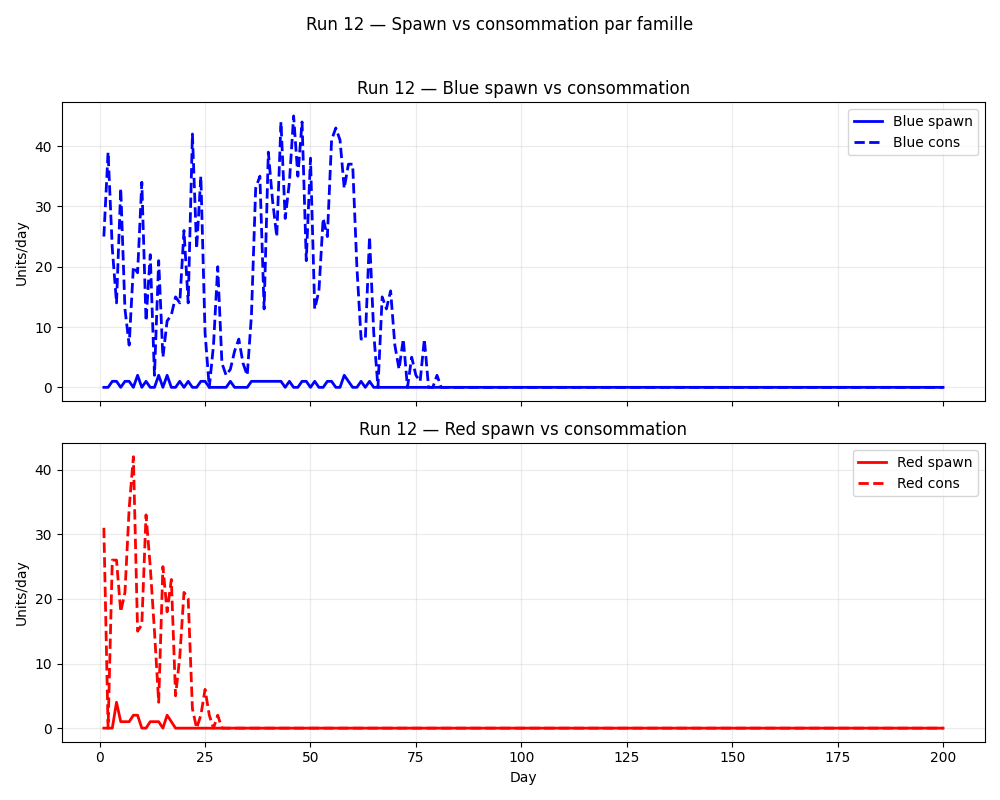 Run 12 — Spawn vs consommation par famille
Run 12 — Blue spawn vs consommation
Units/day
40
30
20
10
0
Blue spawn
Blue cons
Run 12 — Red spawn vs consommation
Units/day
40
30
20
10
0
Red spawn
Red cons
0 25 50 75 100 125 150 175 200
Day